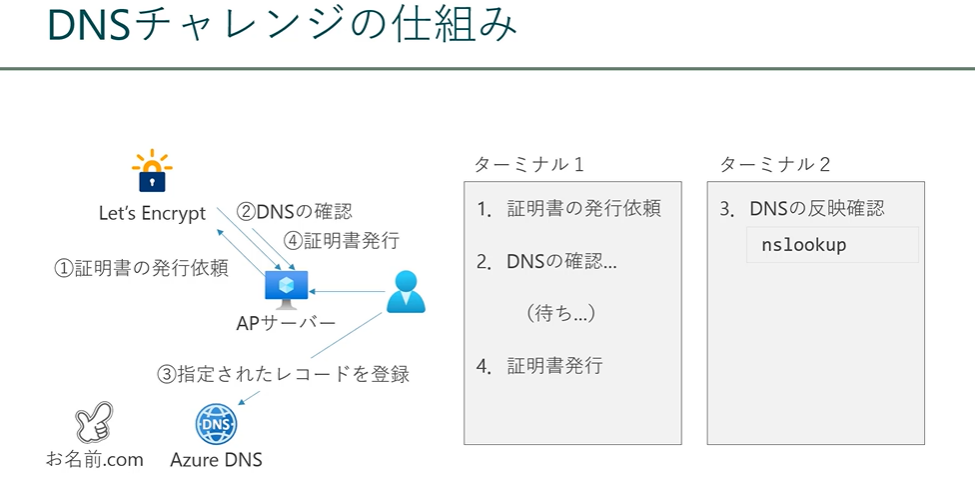 DNSチャレンジの仕組み
Let's Encrypt
②DNSの確認
④証明書発行
①証明書の発行依頼
APサーバー
③指定されたレコードを登録
DNS
お名前.com
Azure DNS
ターミナル１
1. 証明書の発行依頼
2. DNSの確認…
（待ち…）
4. 証明書発行
ターミナル２
3. DNSの反映確認
nslookup